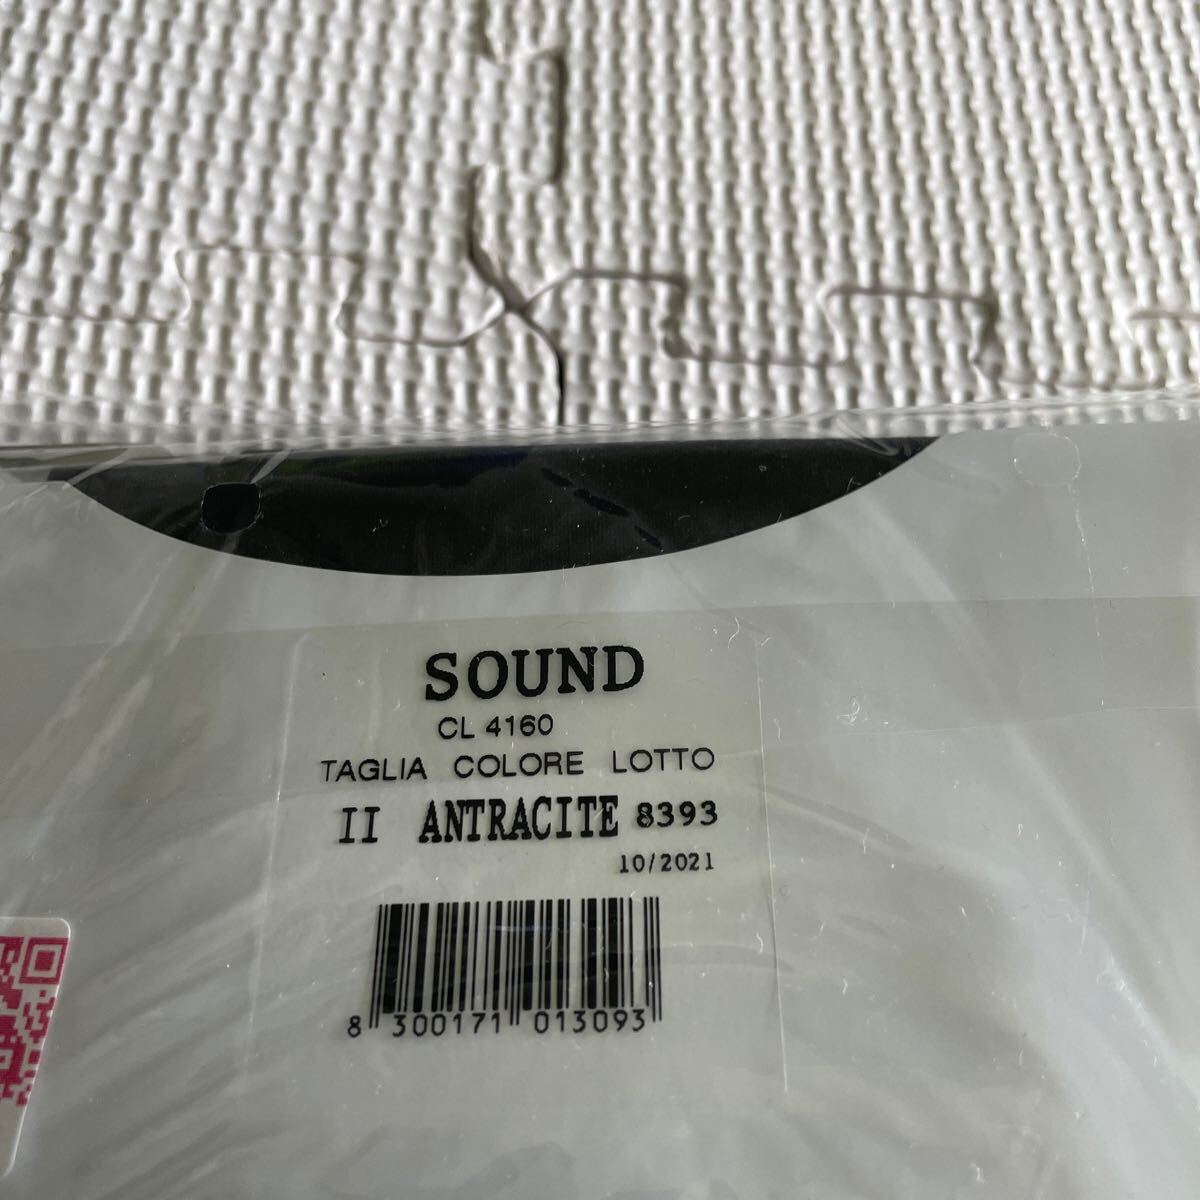 SOUND
CL 4160
TAGLIA COLORE LOTTO
II ANTRACITE 8393
10/2021
8 300171 013093